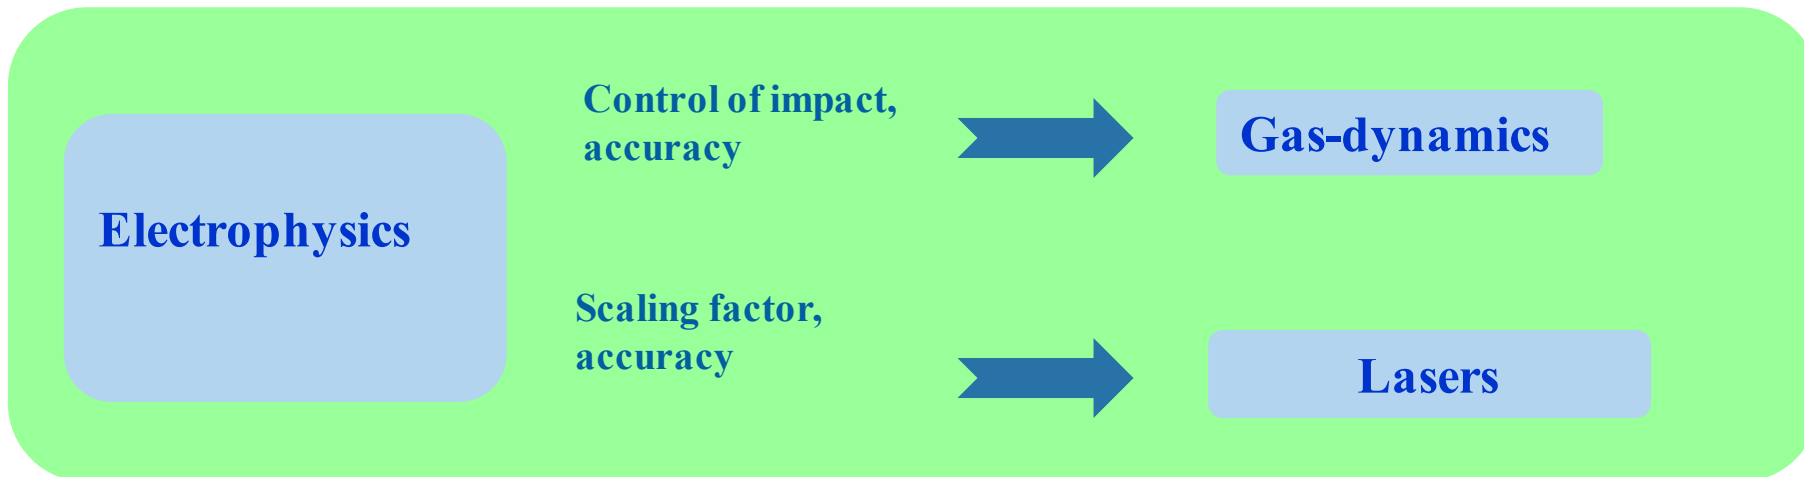 Control of impact,
accuracy
Gas-dynamics
Electrophysics
Scaling factor,
accuracy
Lasers